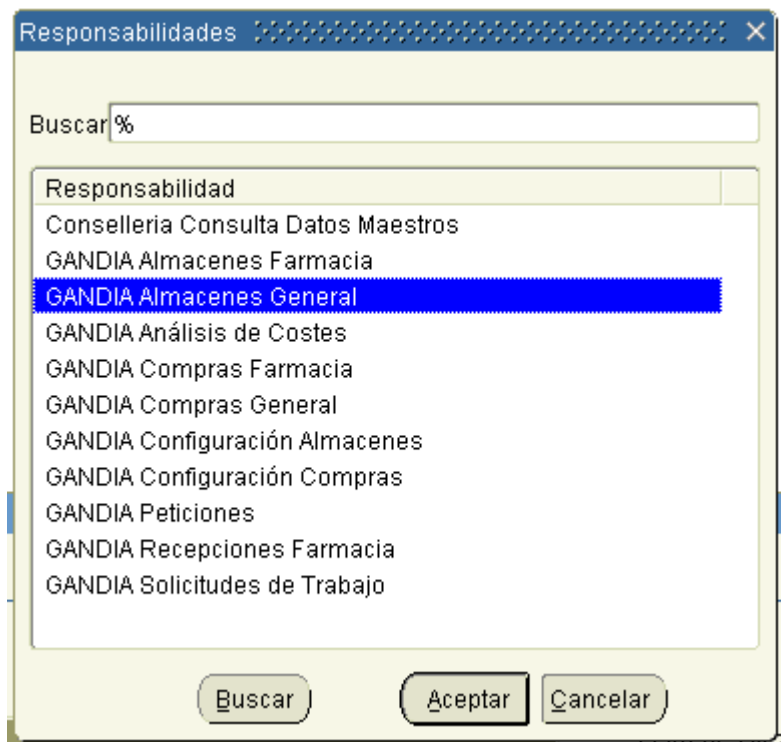 Responsabilidades
Buscar %
Responsabilidad
Conselleria Consulta Datos Maestros
GANDIA Almacenes Farmacia
GANDIA Almacenes General
GANDIA Análisis de Costes
GANDIA Compras Farmacia
GANDIA Compras General
GANDIA Configuración Almacenes
GANDIA Configuración Compras
GANDIA Peticiones
GANDIA Recepciones Farmacia
GANDIA Solicitudes de Trabajo
Buscar Aceptar Cancelar